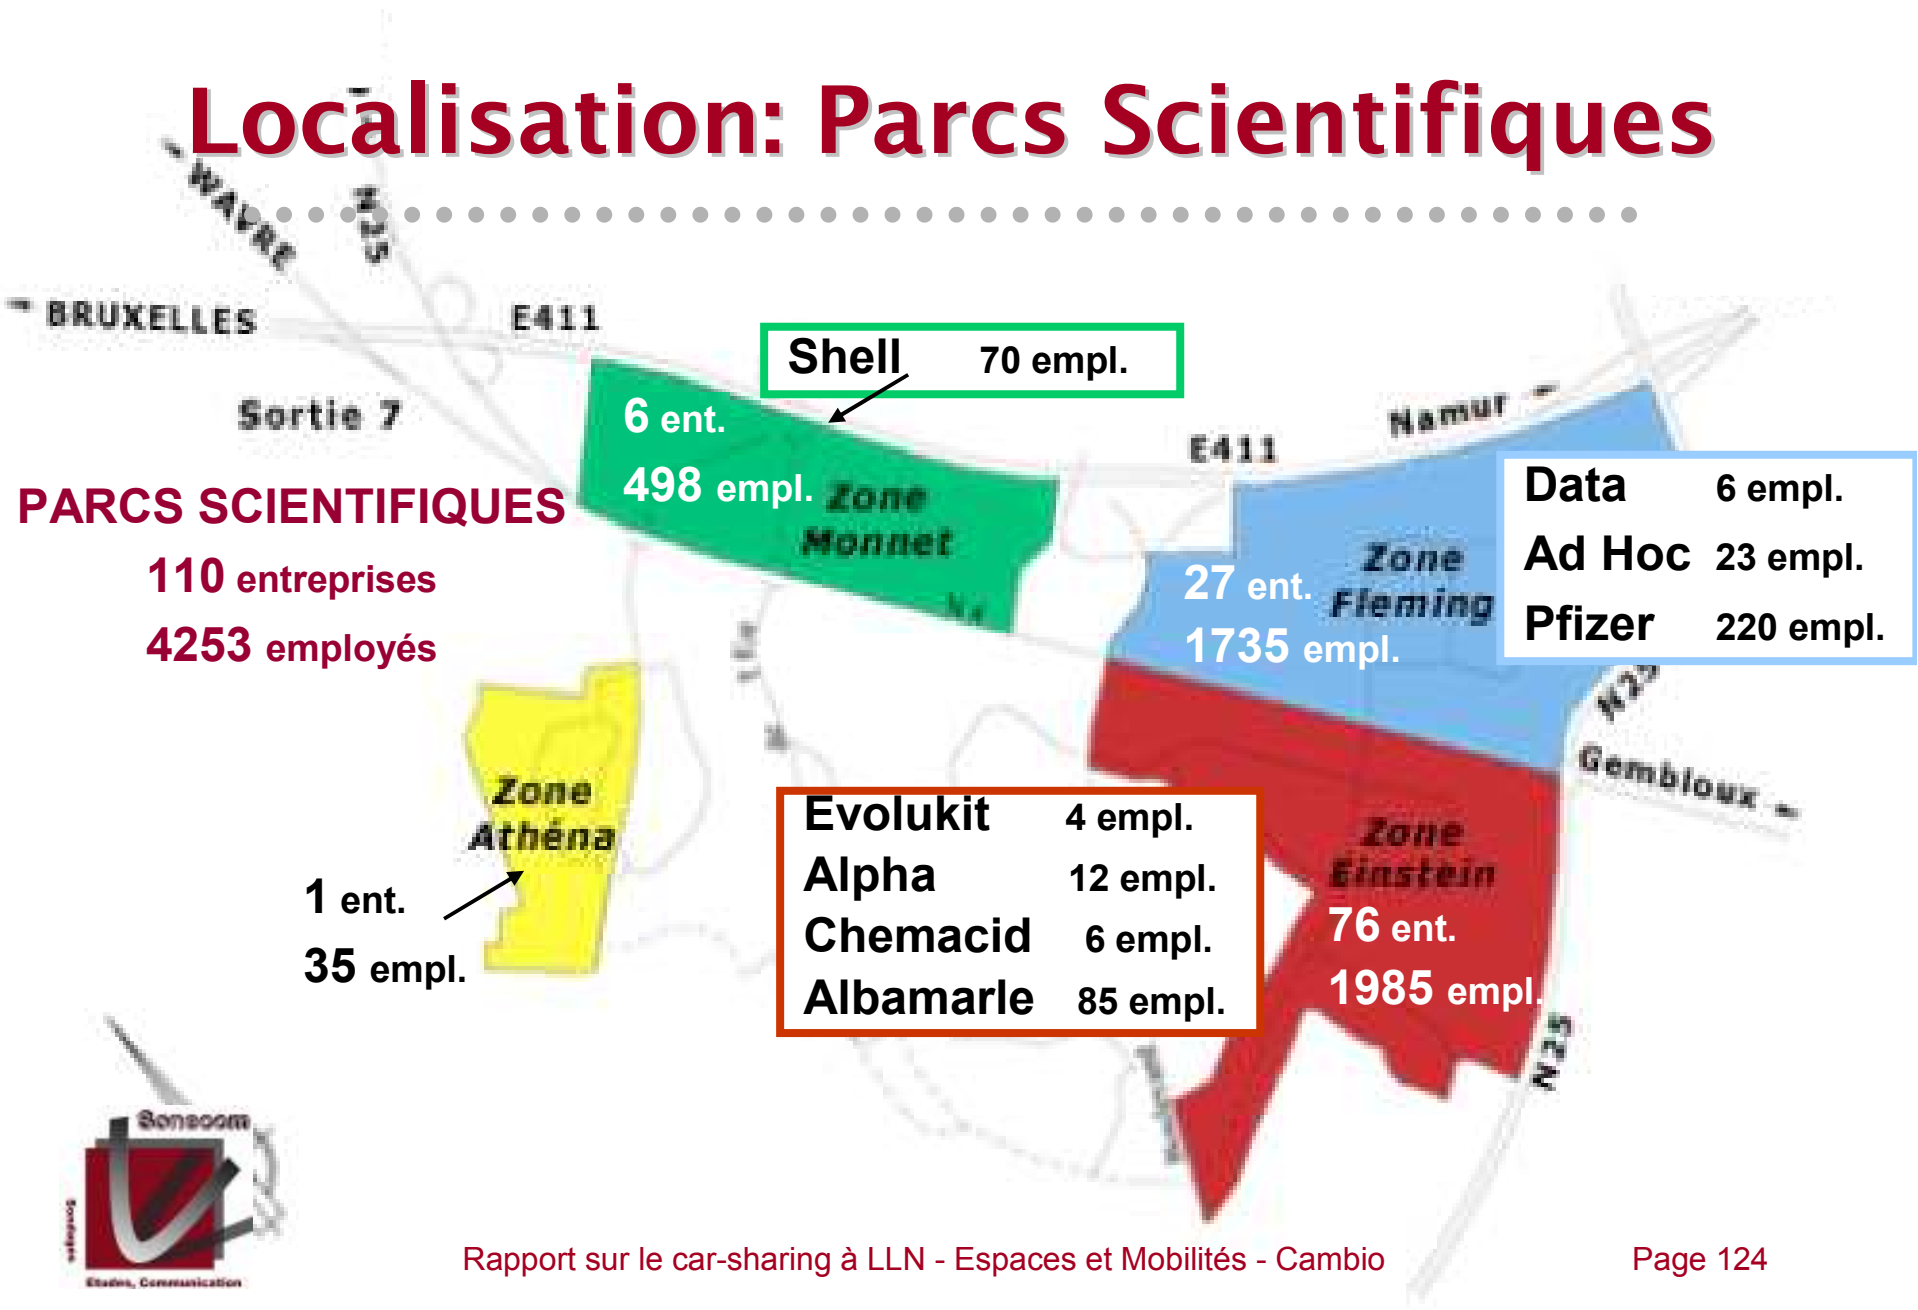 Localisation: Parcs Scientifiques
WAVRE
N25
BRUXELLES
E411
Sortie 7
Shell 70 empl.
6 ent.
498 empl.
Zone
Monnet
N4
E411
Namur
PARCS SCIENTIFIQUES
110 entreprises
4253 employés
27 ent.
1735 empl.
Zone
Fleming
Data 6 empl.
Ad Hoc 23 empl.
Pfizer 220 empl.
N25
Gembloux
Zone
Athéna
1 ent.
35 empl.
Evolukit 4 empl.
Alpha 12 empl.
Chemacid 6 empl.
Albamarle 85 empl.
Zone
Einstein
76 ent.
1985 empl.
N25
Sonecom
Sondages
Etudes, Communication
Rapport sur le car-sharing à LLN - Espaces et Mobilités - Cambio
Page 124